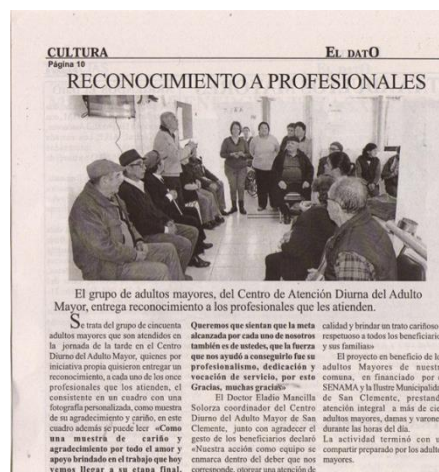 CULTURA
EL DATO
Página 10
RECONOCIMIENTO A PROFESIONALES
El grupo de adultos mayores, del Centro de Atención Diurna del Adulto
Mayor, entrega reconocimiento a los profesionales que les atienden.
Se trata del grupo de cincuenta
adultos mayores que son atendidos en
la jornada de la tarde en el Centro
Diurno del Adulto Mayor, quienes por
iniciativa propia quisieron entregar un
reconocimiento, a cada uno de los once
profesionales que los atienden, el
consistente en un cuadro con una
fotografía personalizada, como muestra
de su agradecimiento y cariño, en este
cuadro además se puede leer «Como
una muestra de cariño y
agradecimiento por todo el amor y
apoyo brindado en el trabajo que hoy
vemos llegar a su etapa final.
Queremos que sientan que la meta
alcanzada por cada uno de nosotros
también es de ustedes, que la fuerza
que nos ayudó a conseguirlo fue su
profesionalismo, dedicación y
vocación de servicio, por esto
Gracias, muchas gracias»
El Doctor Eladio Mancilla
Solorza coordinador del Centro
Diurno del Adulto Mayor de San
Clemente, junto con agradecer el
gesto de los beneficiarios declaró
«Nuestra acción como equipo se
enmarca dentro del deber que nos
corresponde, otorgar una atención de
calidad y brindar un trato cariñoso
respetuoso a todos los beneficiario
y sus familias»
El proyecto en beneficio de lo
adultos Mayores de nuestr
comuna, en financiado por e
SENAMA y la Ilustre Municipalida
de San Clemente, prestand
atención integral a más de cie
adultos mayores, damas y varone
durante las horas del día.
La actividad terminó con u
compartir preparado por los adulto
mayores.